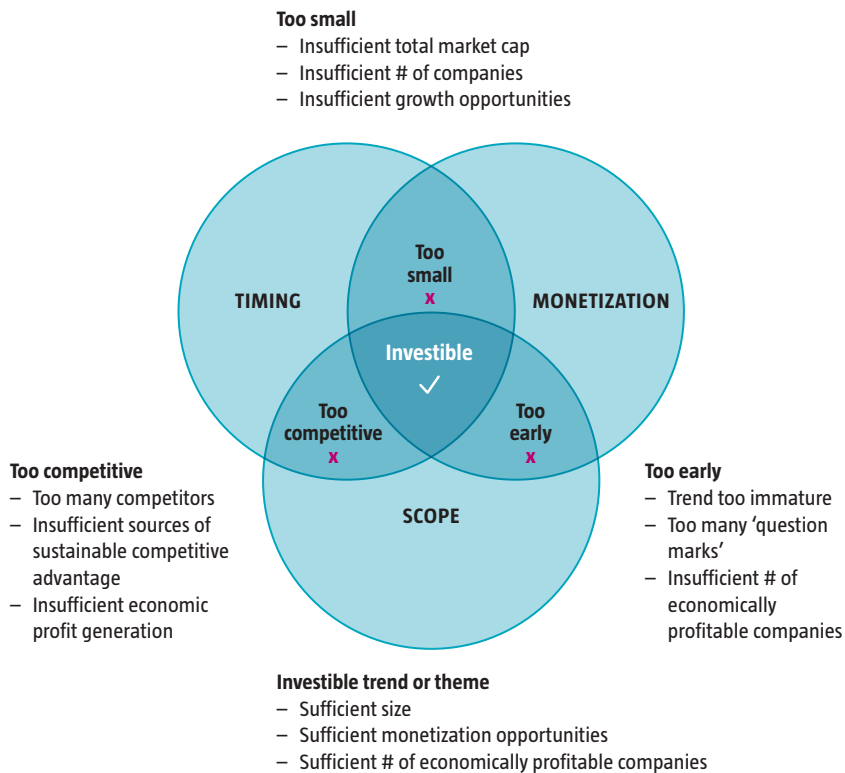 Too small
– Insufficient total market cap
– Insufficient # of companies
– Insufficient growth opportunities
Too
small
x
TIMING
MONETIZATION
Investible
✓
Too
competitive
x
Too
early
x
SCOPE
Too competitive
– Too many competitors
– Insufficient sources of
sustainable competitive
advantage
– Insufficient economic
profit generation
Too early
– Trend too immature
– Too many ‘question
marks’
– Insufficient # of
economically
profitable companies
Investible trend or theme
– Sufficient size
– Sufficient monetization opportunities
– Sufficient # of economically profitable companies